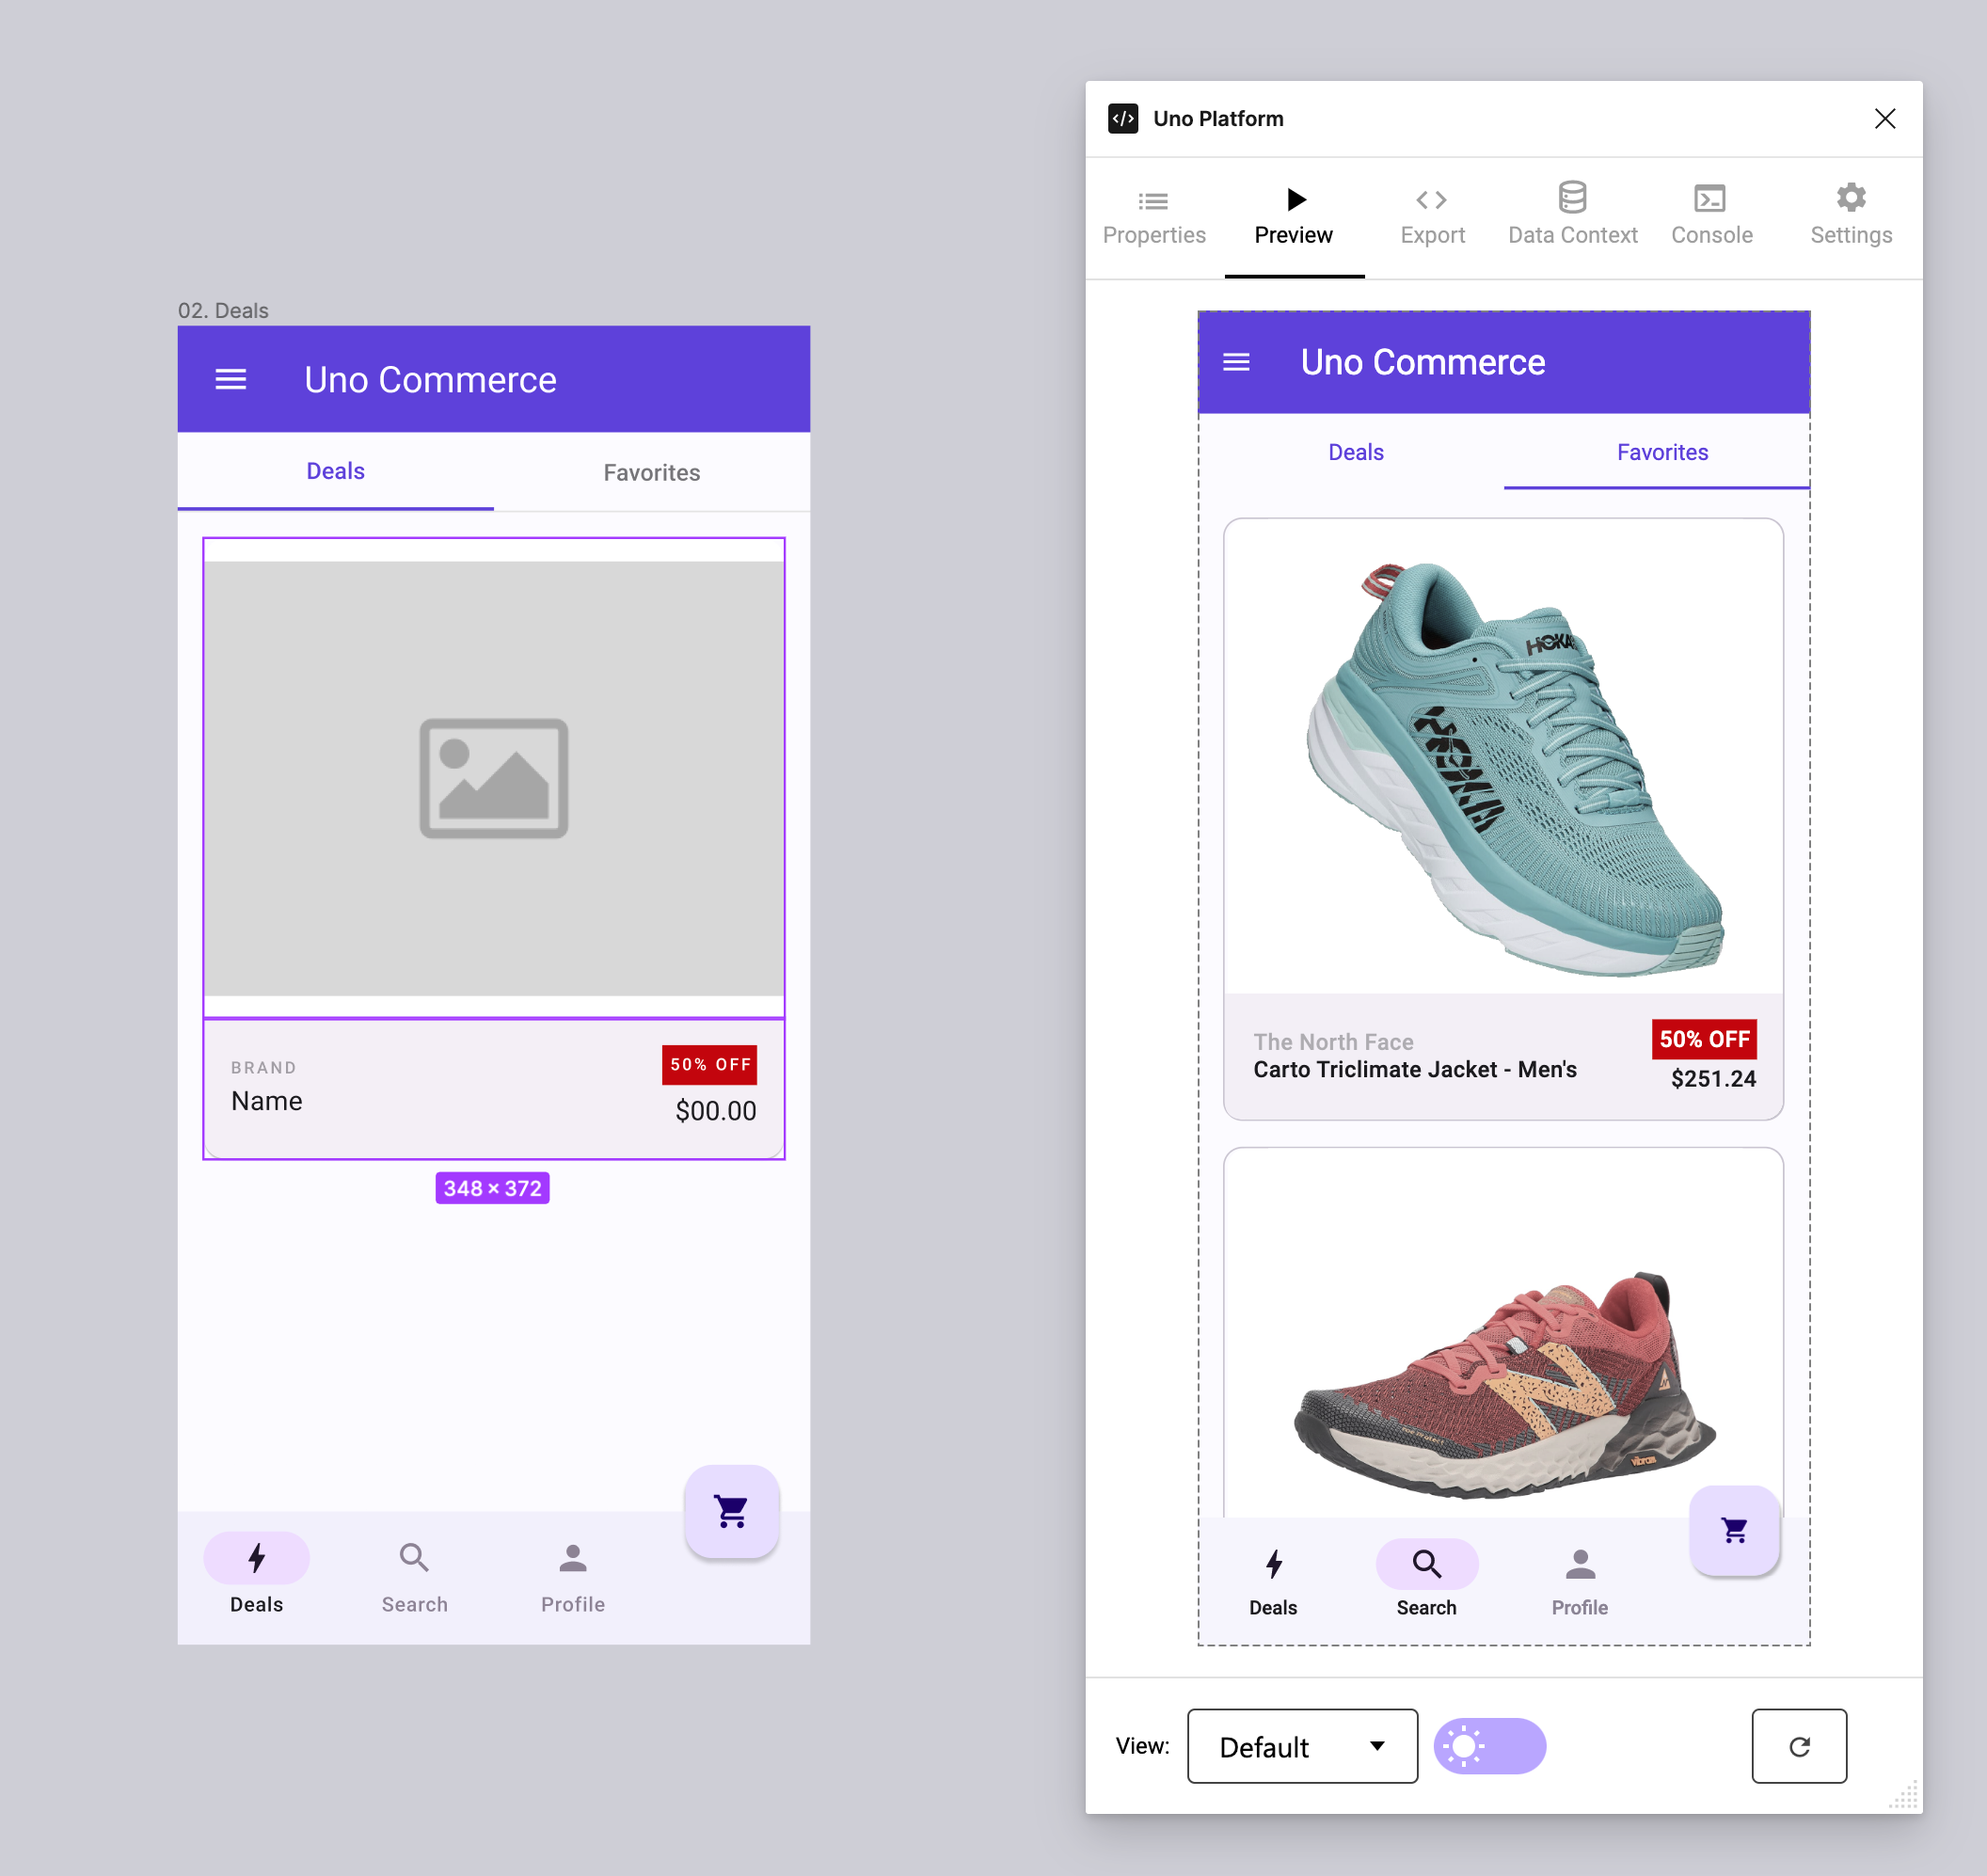 02. Deals
Uno Commerce
Deals
Favorites
BRAND
Name
50% OFF
$00.00
348 × 372
Deals
Search
Profile
</> Uno Platform
Properties
Preview
Export
Data Context
Console
Settings
Uno Commerce
Deals
Favorites
HOKA
HOKA
The North Face
Carto Triclimate Jacket - Men's
50% OFF
$251.24
N
vibram
Deals
Search
Profile
View:
Default